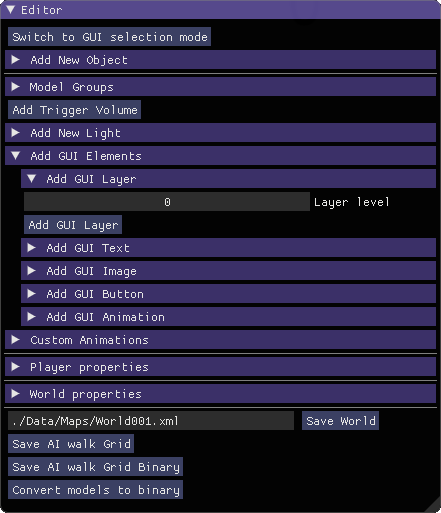 Editor
Switch to GUI selection mode
Add New Object
Model Groups
Add Trigger Volume
Add New Light
Add GUI Elements
Add GUI Layer
0 Layer level
Add GUI Layer
Add GUI Text
Add GUI Image
Add GUI Button
Add GUI Animation
Custom Animations
Player properties
World properties
./Data/Maps/World001.xml Save World
Save AI walk Grid
Save AI walk Grid Binary
Convert models to binary